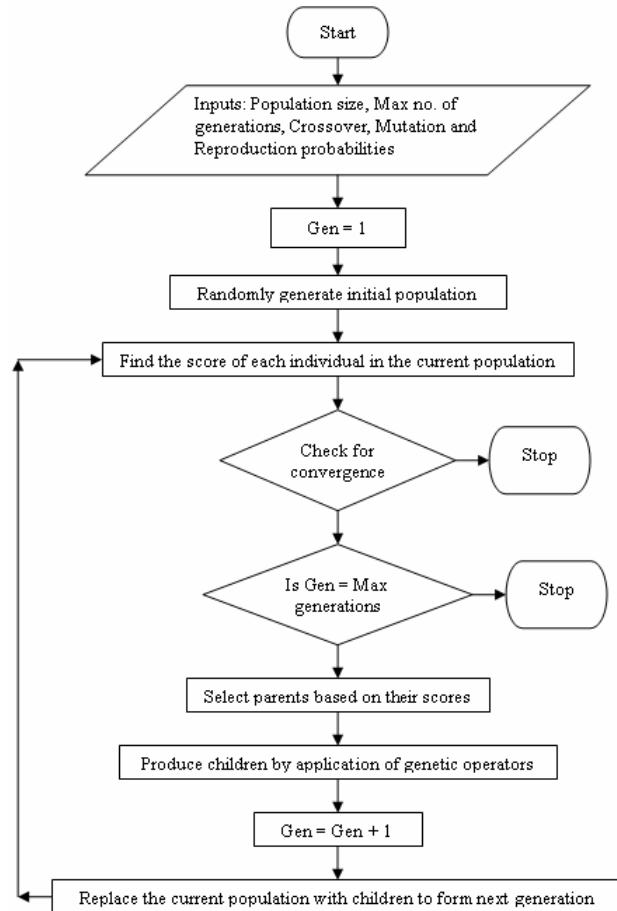 Start
Inputs: Population size, Max no. of
generations, Crossover, Mutation and
Reproduction probabilities
Gen = 1
Randomly generate initial population
Find the score of each individual in the current population
Check for
convergence
Stop
Is Gen = Max
generations
Stop
Select parents based on their scores
Produce children by application of genetic operators
Gen = Gen + 1
Replace the current population with children to form next generation